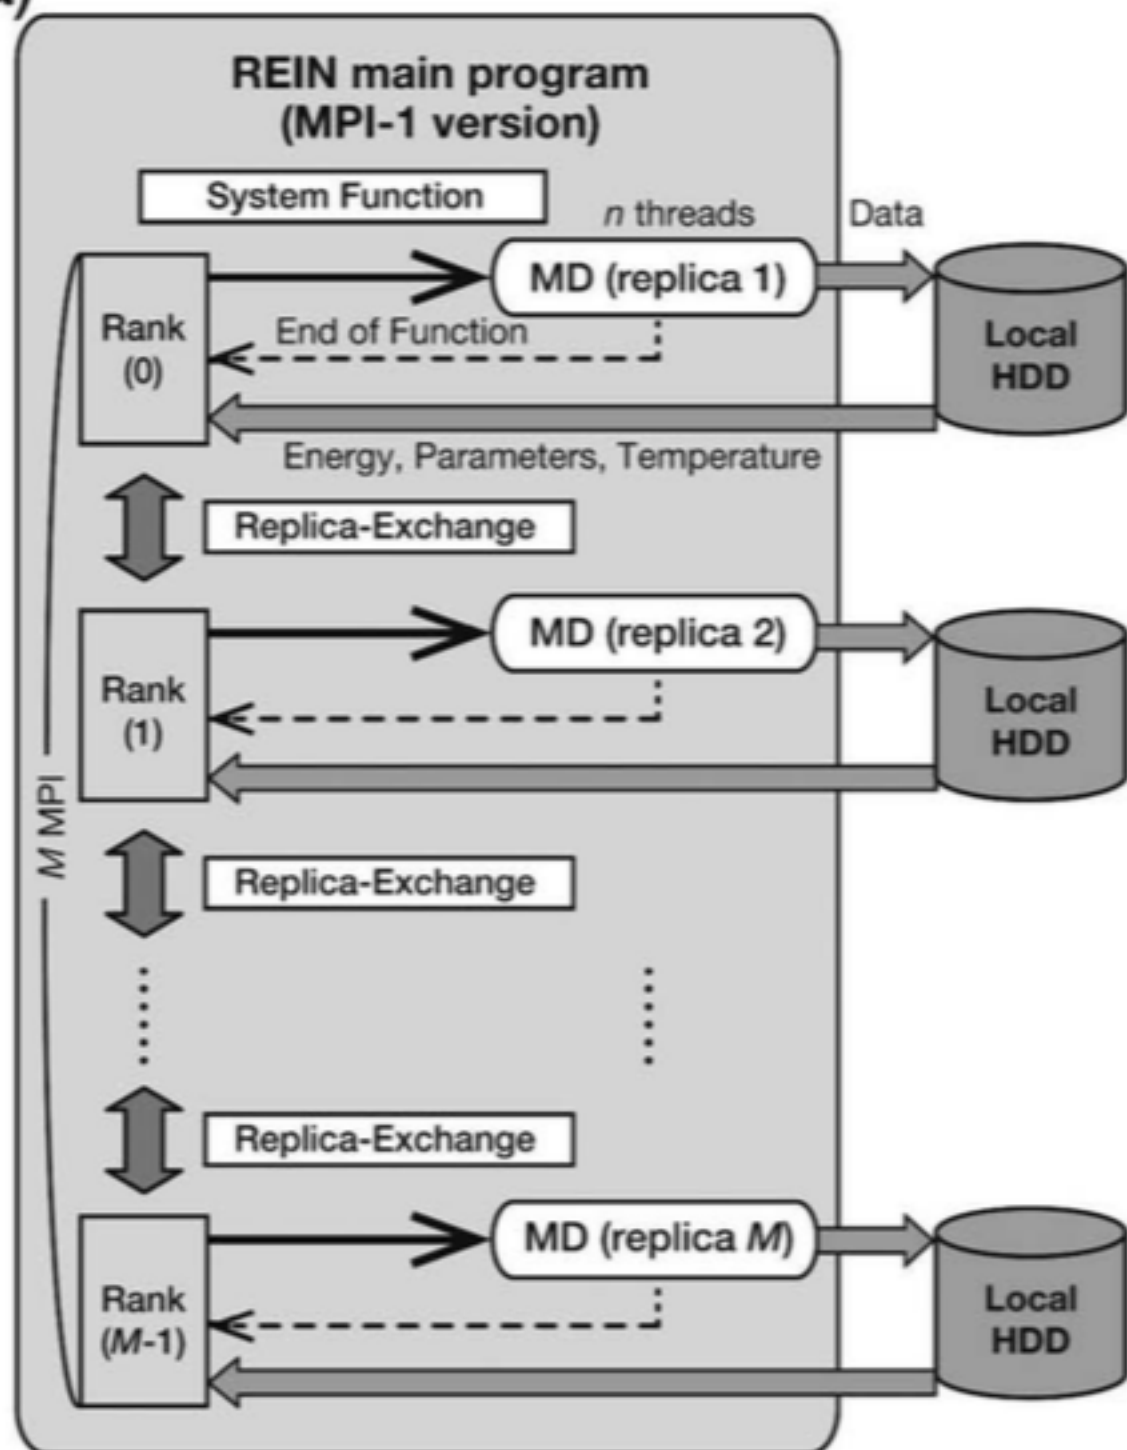 REIN main program
(MPI-1 version)
System Function
n threads
Data
MD (replica 1)
Rank
(0)
End of Function
Local
HDD
Energy, Parameters, Temperature
Replica-Exchange
MD (replica 2)
Rank
(1)
Local
HDD
M MPI
Replica-Exchange
Replica-Exchange
MD (replica M)
Rank
(M-1)
Local
HDD